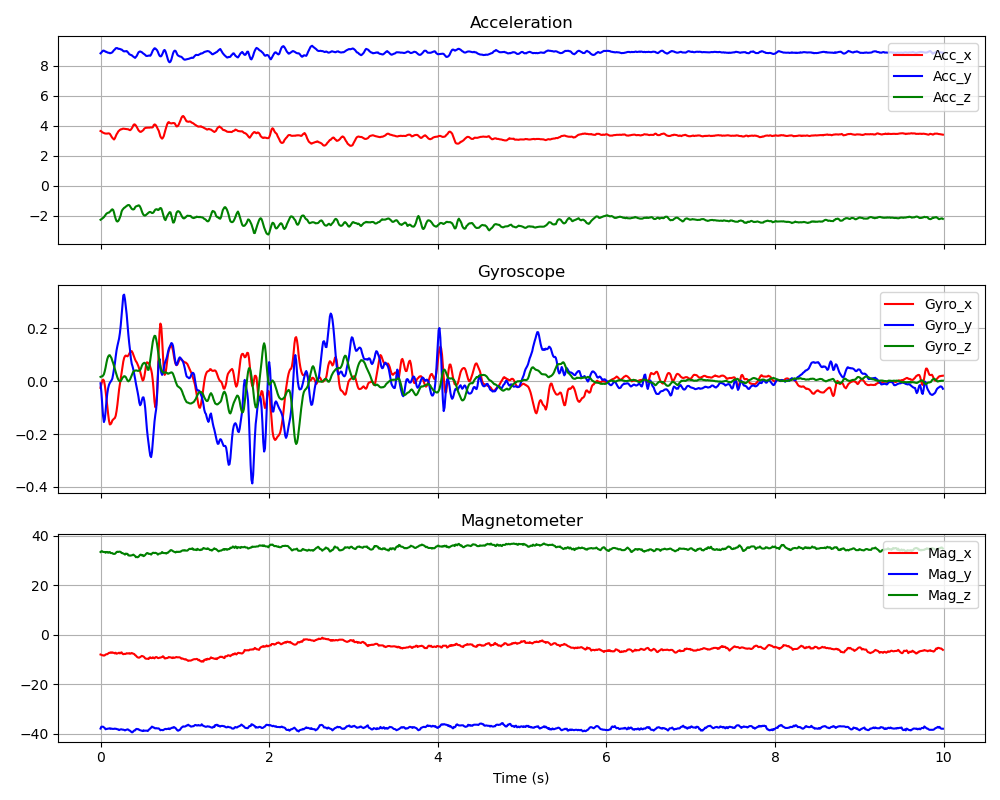 Acceleration
8
6
4
2
0
−2
Acc_x
Acc_y
Acc_z
Gyroscope
0.2
0.0
−0.2
−0.4
Gyro_x
Gyro_y
Gyro_z
Magnetometer
40
20
0
−20
−40
Mag_x
Mag_y
Mag_z
0 2 4 6 8 10
Time (s)